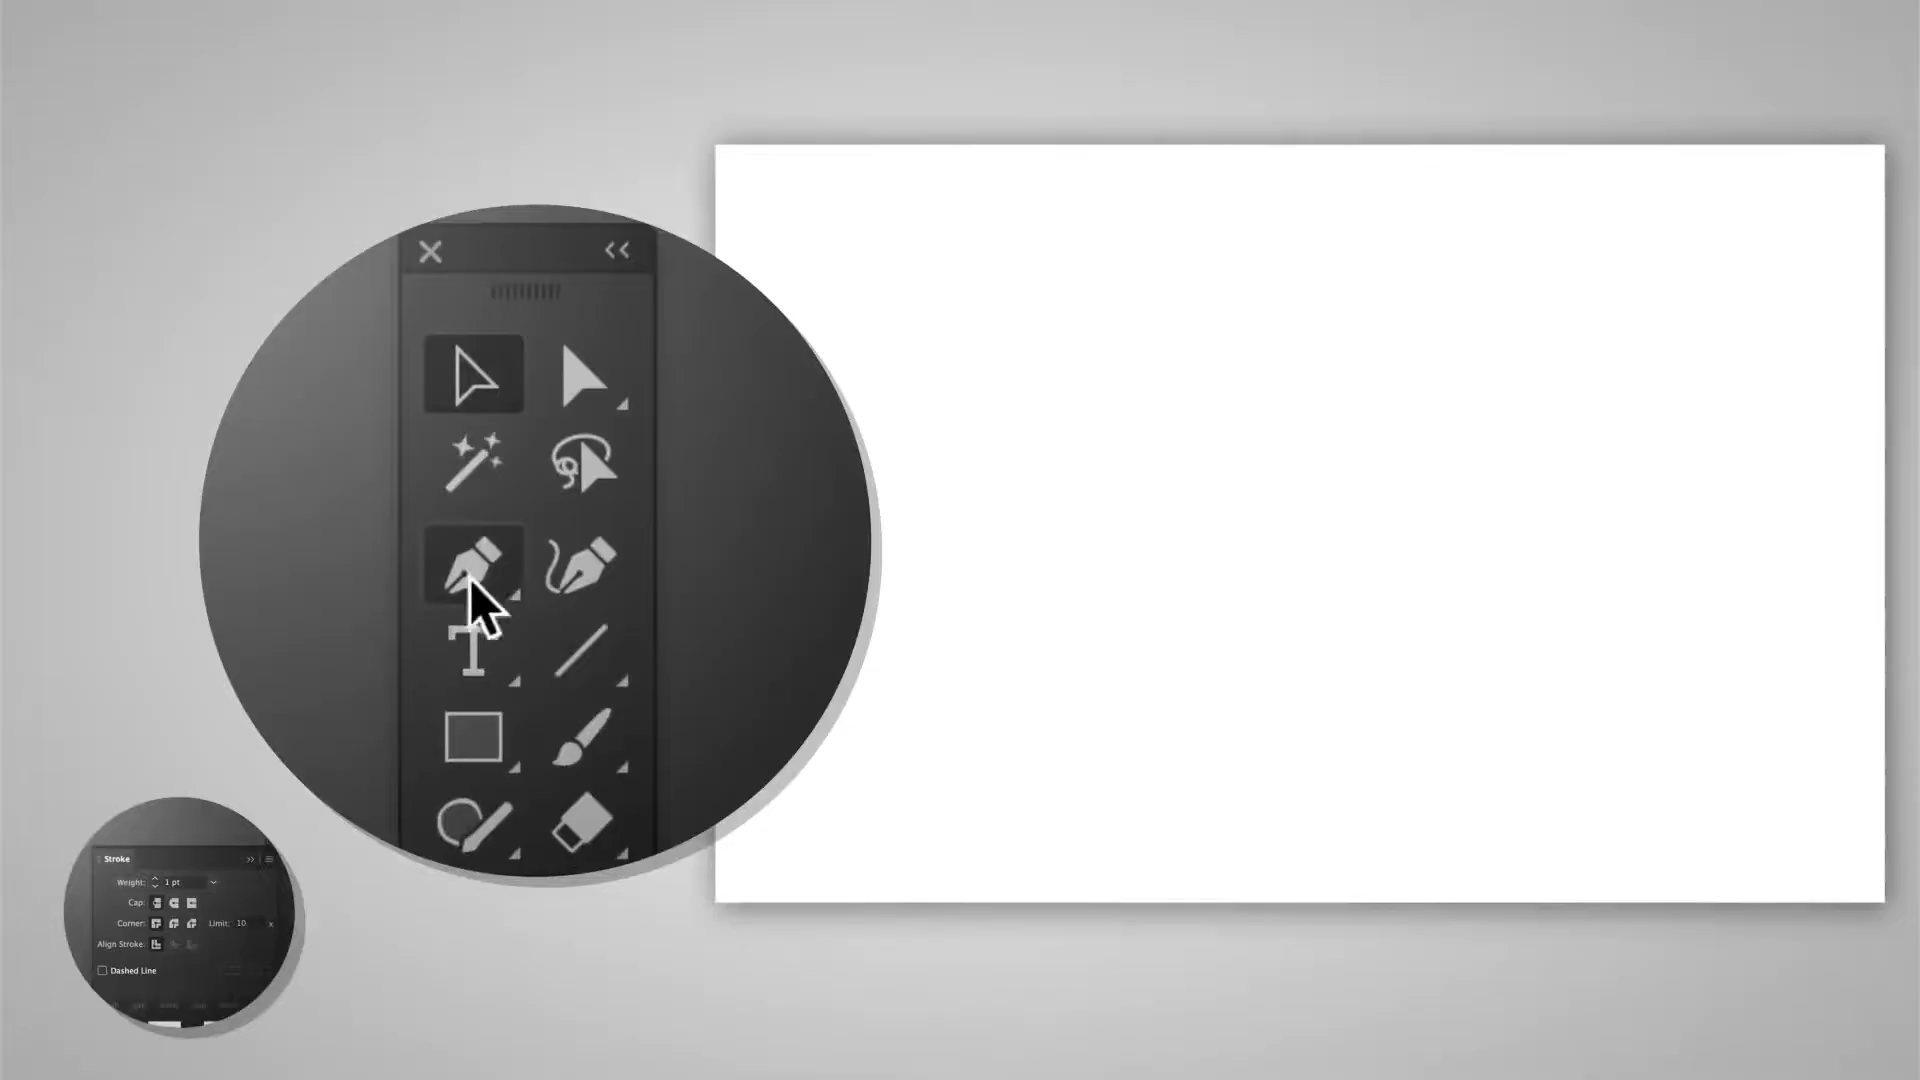 Stroke
Weight: 1 pt
Cap:
Corner: Limit: 10 x
Align Stroke:
Dashed Line